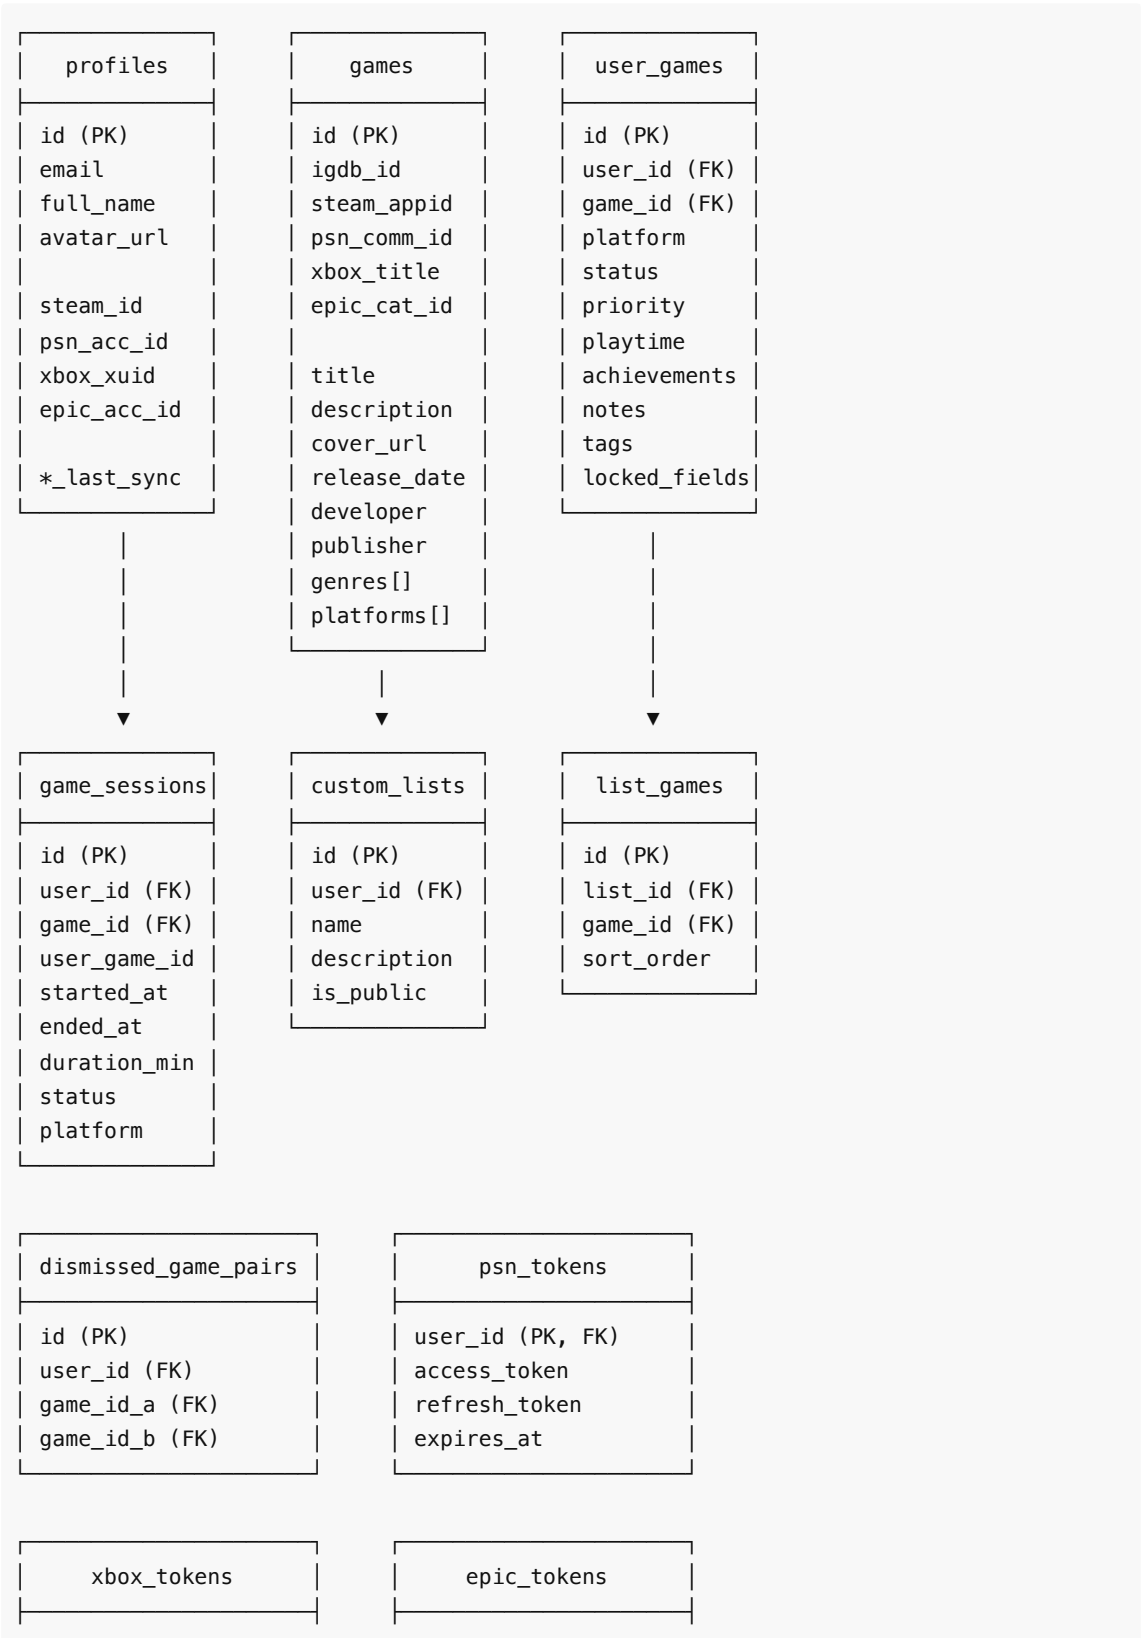 profiles games user_games
id (PK) id (PK) id (PK)
email igdb_id user_id (FK)
full_name steam_appid game_id (FK)
avatar_url psn_comm_id platform
xbox_title status
steam_id epic_cat_id priority
psn_acc_id playtime
xbox_xuid title achievements
epic_acc_id description notes
cover_url tags
*_last_sync release_date locked_fields
developer
publisher
genres[]
platforms[]
game_sessions custom_lists list_games
id (PK) id (PK) id (PK)
user_id (FK) user_id (FK) list_id (FK)
game_id (FK) name game_id (FK)
user_game_id description sort_order
started_at is_public
ended_at
duration_min
status
platform
dismissed_game_pairs psn_tokens
id (PK) user_id (PK, FK)
user_id (FK) access_token
game_id_a (FK) refresh_token
game_id_b (FK) expires_at
xbox_tokens epic_tokens